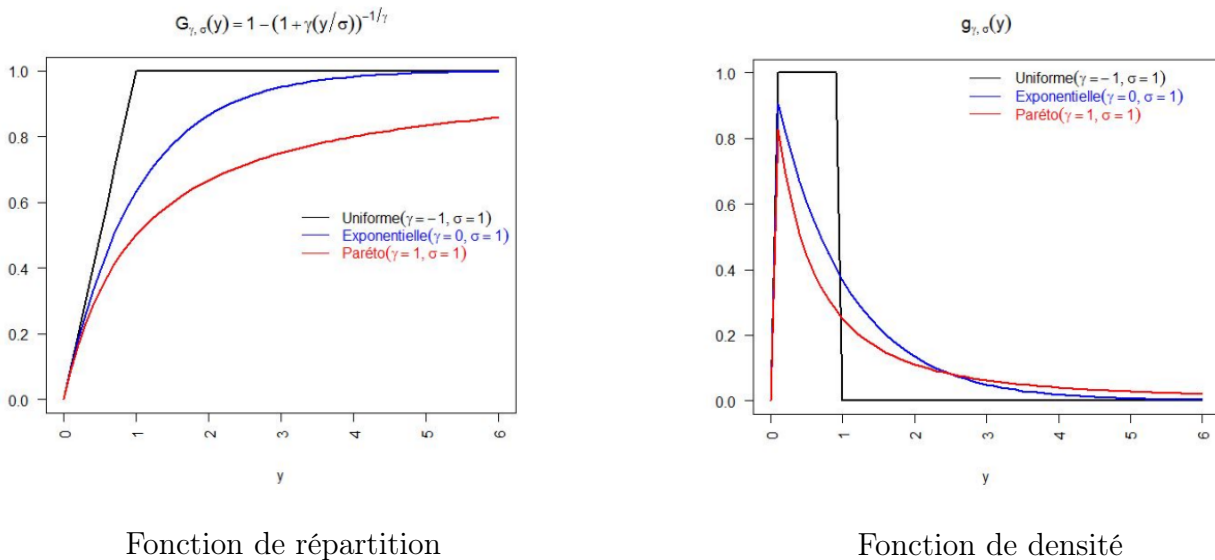 G_{γ, σ}(y) = 1 − (1 + γ(y/σ))^{−1/γ}
1.0
0.8
0.6
0.4
0.2
0.0
Uniforme(γ = −1, σ = 1)
Exponentielle(γ = 0, σ = 1)
Paréto(γ = 1, σ = 1)
0 1 2 3 4 5 6
y
Fonction de répartition
g_{γ, σ}(y)
1.0
0.8
0.6
0.4
0.2
0.0
Uniforme(γ = −1, σ = 1)
Exponentielle(γ = 0, σ = 1)
Paréto(γ = 1, σ = 1)
0 1 2 3 4 5 6
y
Fonction de densité